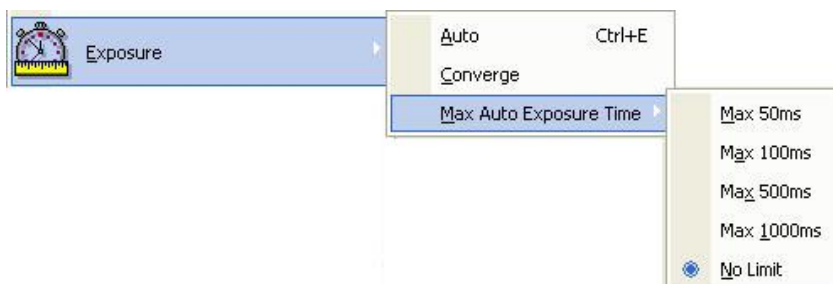 Exposure
Auto Ctrl+E
Converge
Max Auto Exposure Time
Max 50ms
Max 100ms
Max 500ms
Max 1000ms
No Limit